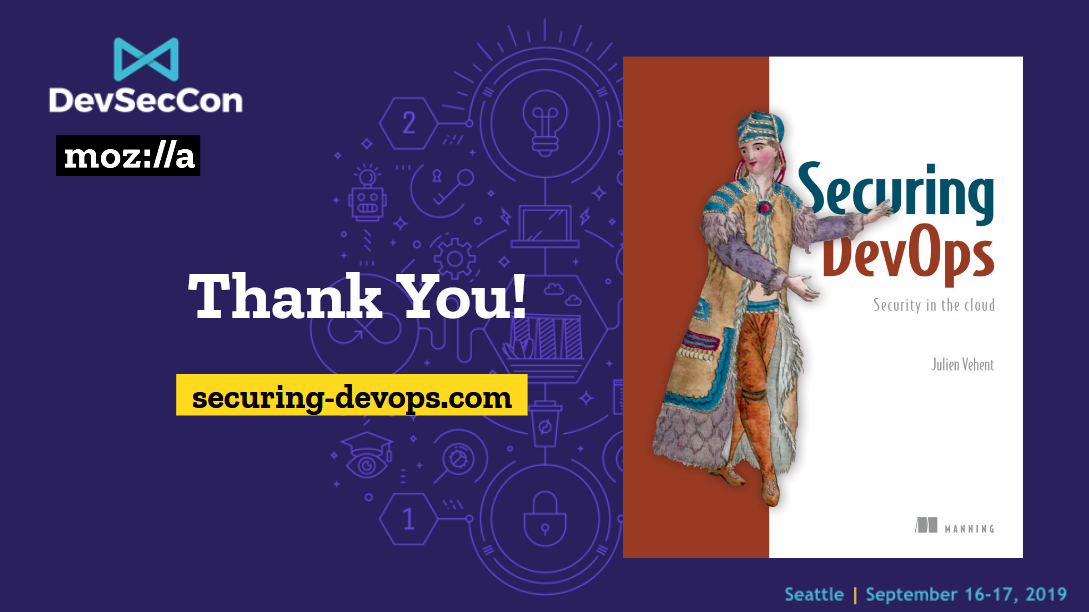 DevSecCon
moz://a
2
Thank You!
securing-devops.com
1
Securing
DevOps
Security in the cloud
Julien Vehent
MANNING
Seattle | September 16-17, 2019